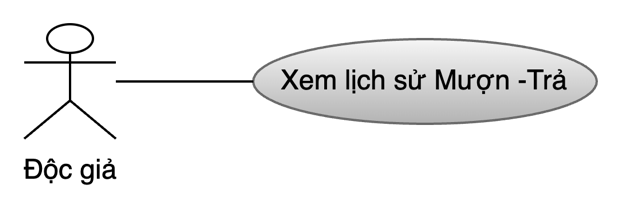 Xem lịch sử Mượn -Trả
Độc giả